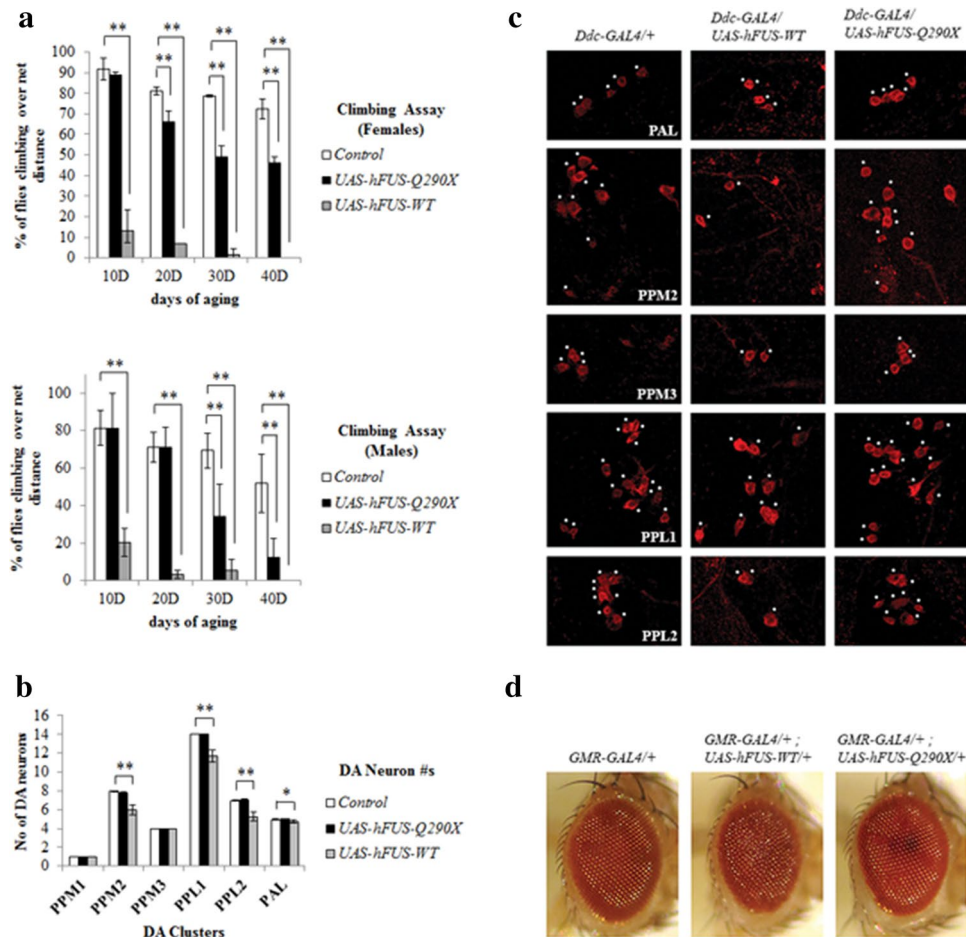 a
% of flies climbing over net
distance
100
90
80
70
60
50
40
30
20
10
0
**
**
**
**
**
**
**
10D
20D
30D
40D
days of aging
Climbing Assay
(Females)
Control
UAS-hFUS-Q290X
UAS-hFUS-WT
% of flies climbing over net
distance
100
80
60
40
20
0
**
**
**
**
**
**
10D
20D
30D
40D
days of aging
Climbing Assay
(Males)
Control
UAS-hFUS-Q290X
UAS-hFUS-WT
b
No of DA neurons
16
14
12
10
8
6
4
2
0
**
**
**
*
PPM1
PPM2
PPM3
PPL1
PPL2
PAL
DA Clusters
DA Neuron #s
Control
UAS-hFUS-Q290X
UAS-hFUS-WT
c
Ddc-GAL4/+
Ddc-GAL4/
UAS-hFUS-WT
Ddc-GAL4/
UAS-hFUS-Q290X
PAL
PPM2
PPM3
PPL1
PPL2
d
GMR-GAL4/+
GMR-GAL4/+ ;
UAS-hFUS-WT/+
GMR-GAL4/+ ;
UAS-hFUS-Q290X/+